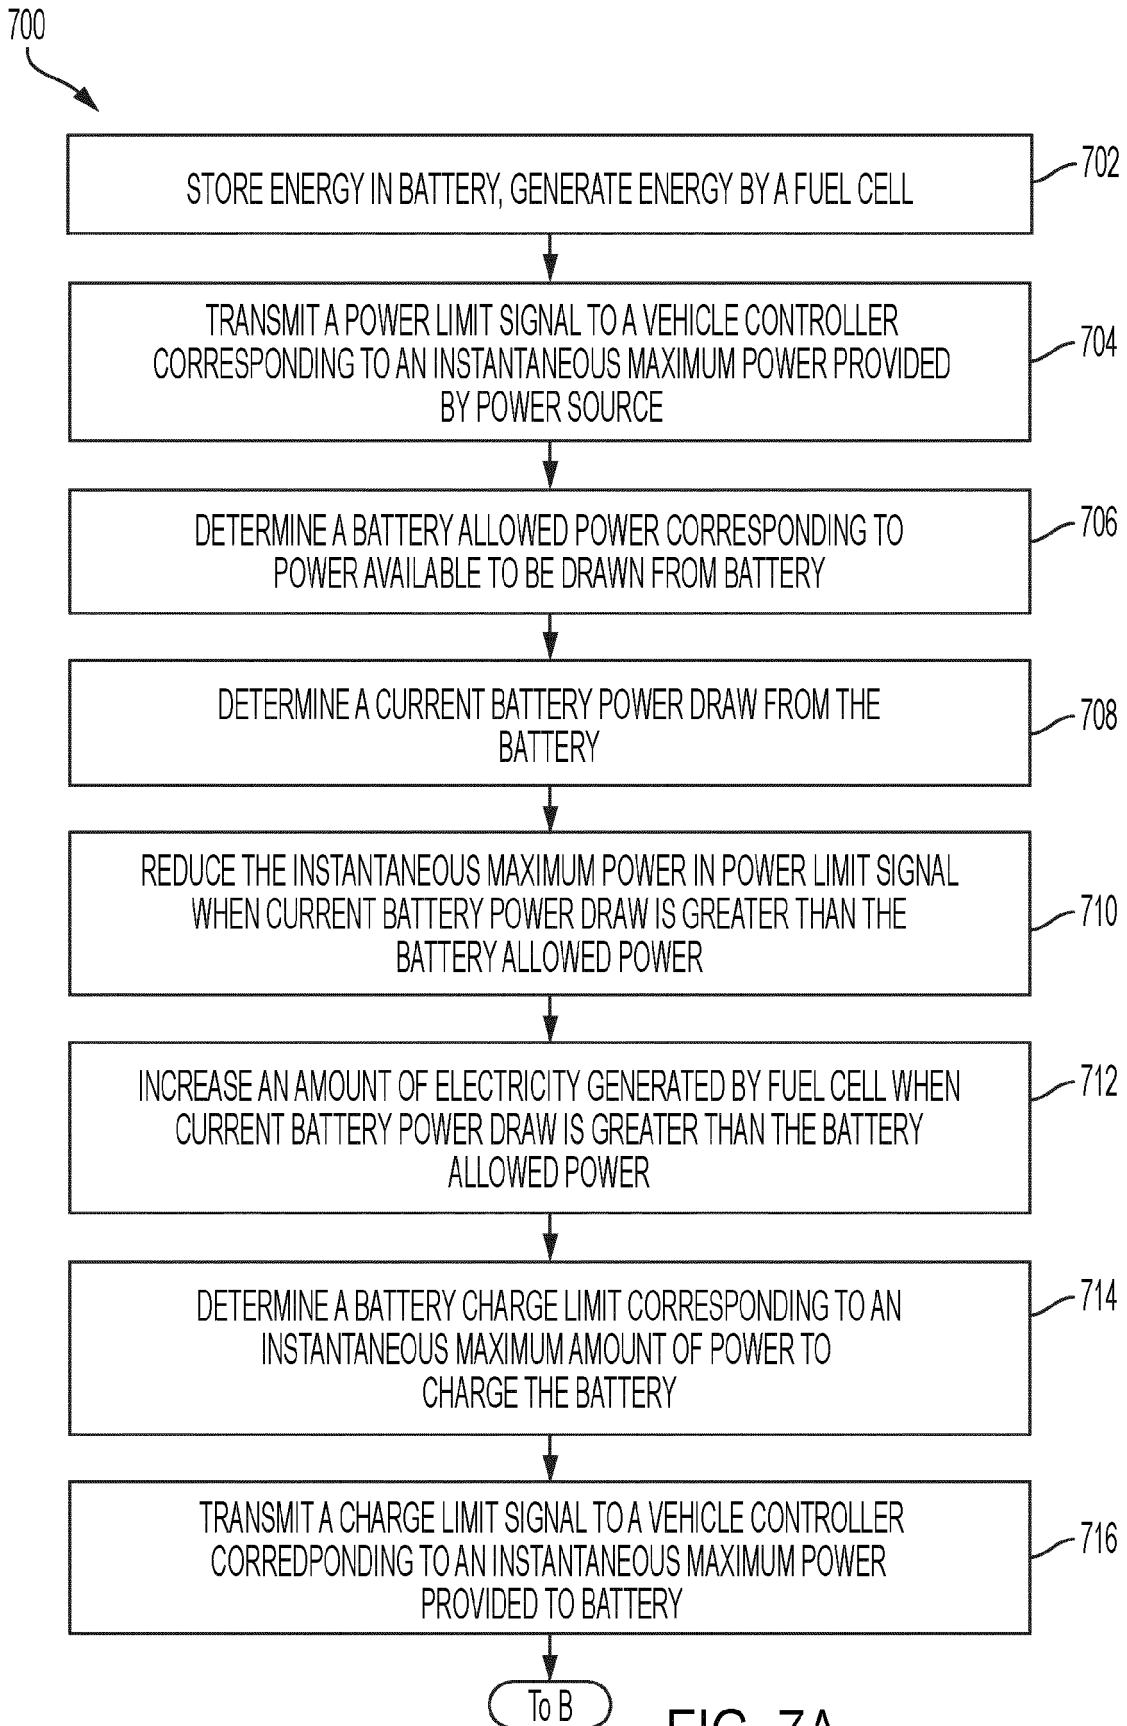 700
STORE ENERGY IN BATTERY, GENERATE ENERGY BY A FUEL CELL
702
TRANSMIT A POWER LIMIT SIGNAL TO A VEHICLE CONTROLLER
CORRESPONDING TO AN INSTANTANEOUS MAXIMUM POWER PROVIDED
BY POWER SOURCE
704
DETERMINE A BATTERY ALLOWED POWER CORRESPONDING TO
POWER AVAILABLE TO BE DRAWN FROM BATTERY
706
DETERMINE A CURRENT BATTERY POWER DRAW FROM THE
BATTERY
708
REDUCE THE INSTANTANEOUS MAXIMUM POWER IN POWER LIMIT SIGNAL
WHEN CURRENT BATTERY POWER DRAW IS GREATER THAN THE
BATTERY ALLOWED POWER
710
INCREASE AN AMOUNT OF ELECTRICITY GENERATED BY FUEL CELL WHEN
CURRENT BATTERY POWER DRAW IS GREATER THAN THE BATTERY
ALLOWED POWER
712
DETERMINE A BATTERY CHARGE LIMIT CORRESPONDING TO AN
INSTANTANEOUS MAXIMUM AMOUNT OF POWER TO
CHARGE THE BATTERY
714
TRANSMIT A CHARGE LIMIT SIGNAL TO A VEHICLE CONTROLLER
CORREDPONDING TO AN INSTANTANEOUS MAXIMUM POWER
PROVIDED TO BATTERY
716
To B
FIG. 7A